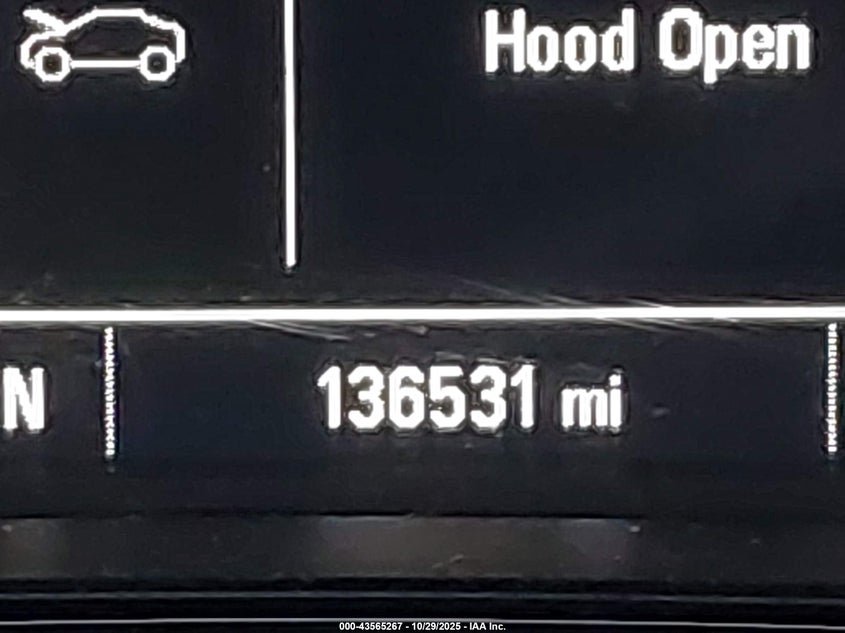 Hood Open
N
136531 mi
000-43565267 - 10/29/2025 - IAA Inc.